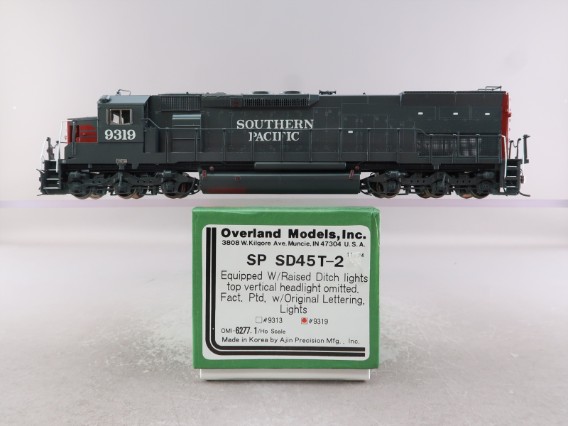 9319
SOUTHERN
PACIFIC
Overland Models, Inc.
3808 W. Kilgore Ave. Muncie, IN 47304 U.S.A.
SP SD45T-2
Equipped W/Raised Ditch lights
top vertical headlight omitted.
Fact. Ptd. w/Original Lettering.
Lights
#9313 #9319
OMI-6277.1/Ho Scale
Made in Korea by Ajin Precision Mfg., Inc.